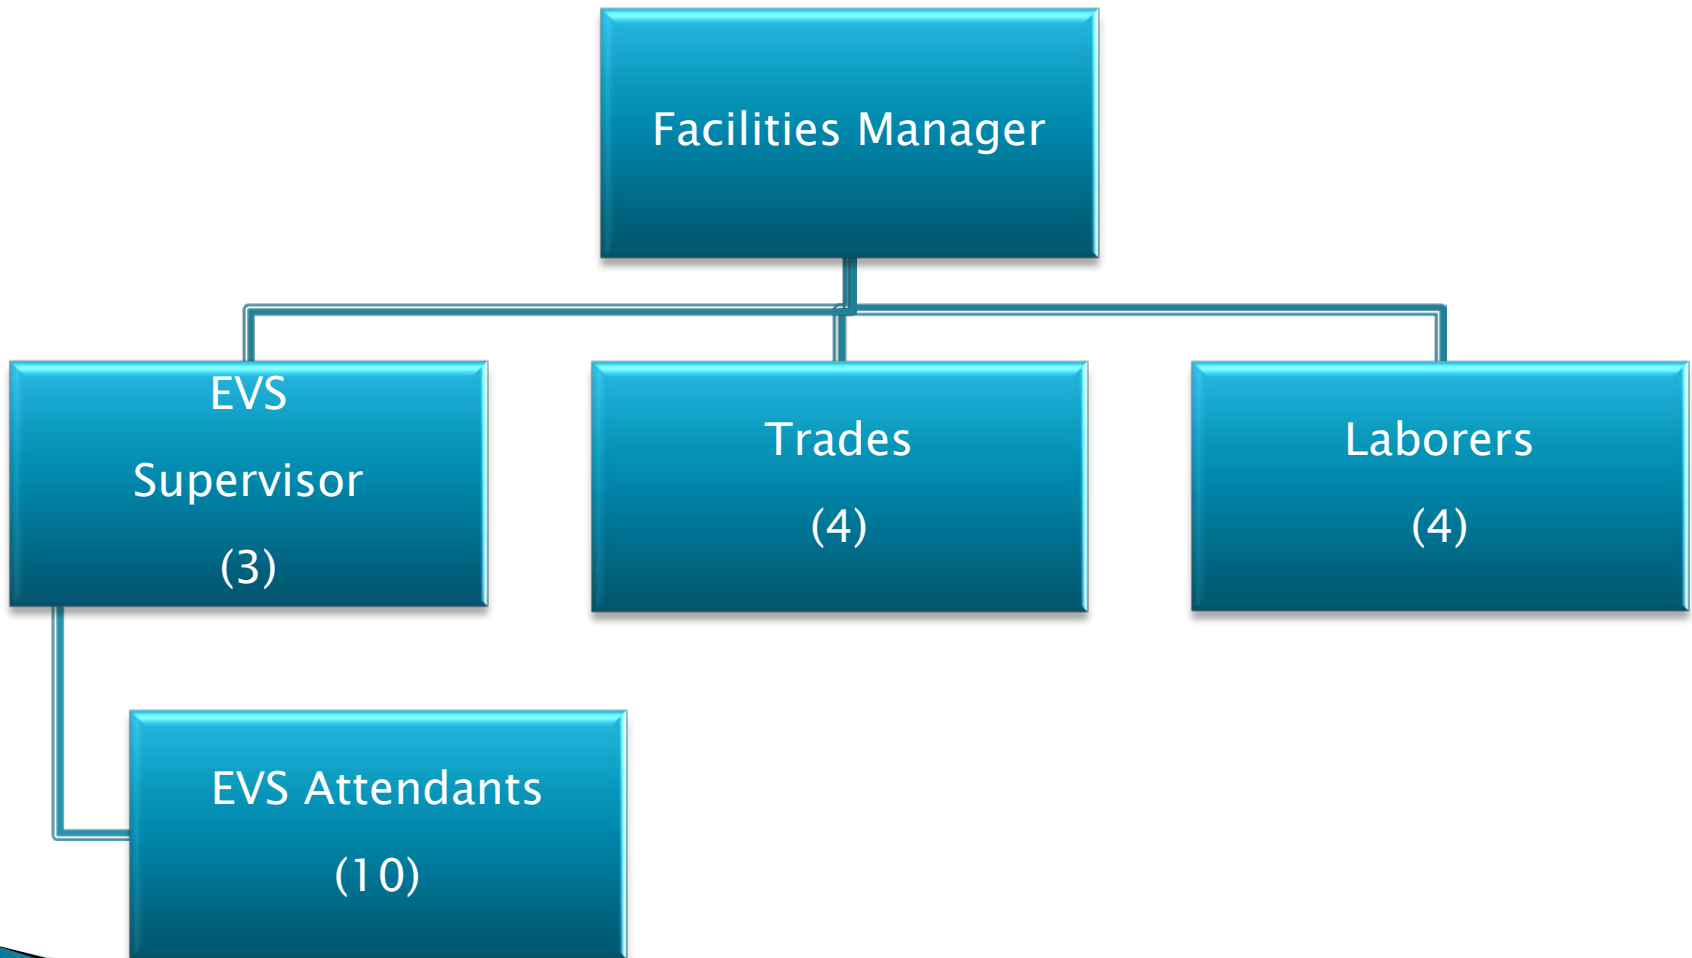 Facilities Manager
EVS
Supervisor
(3)
Trades
(4)
Laborers
(4)
EVS Attendants
(10)